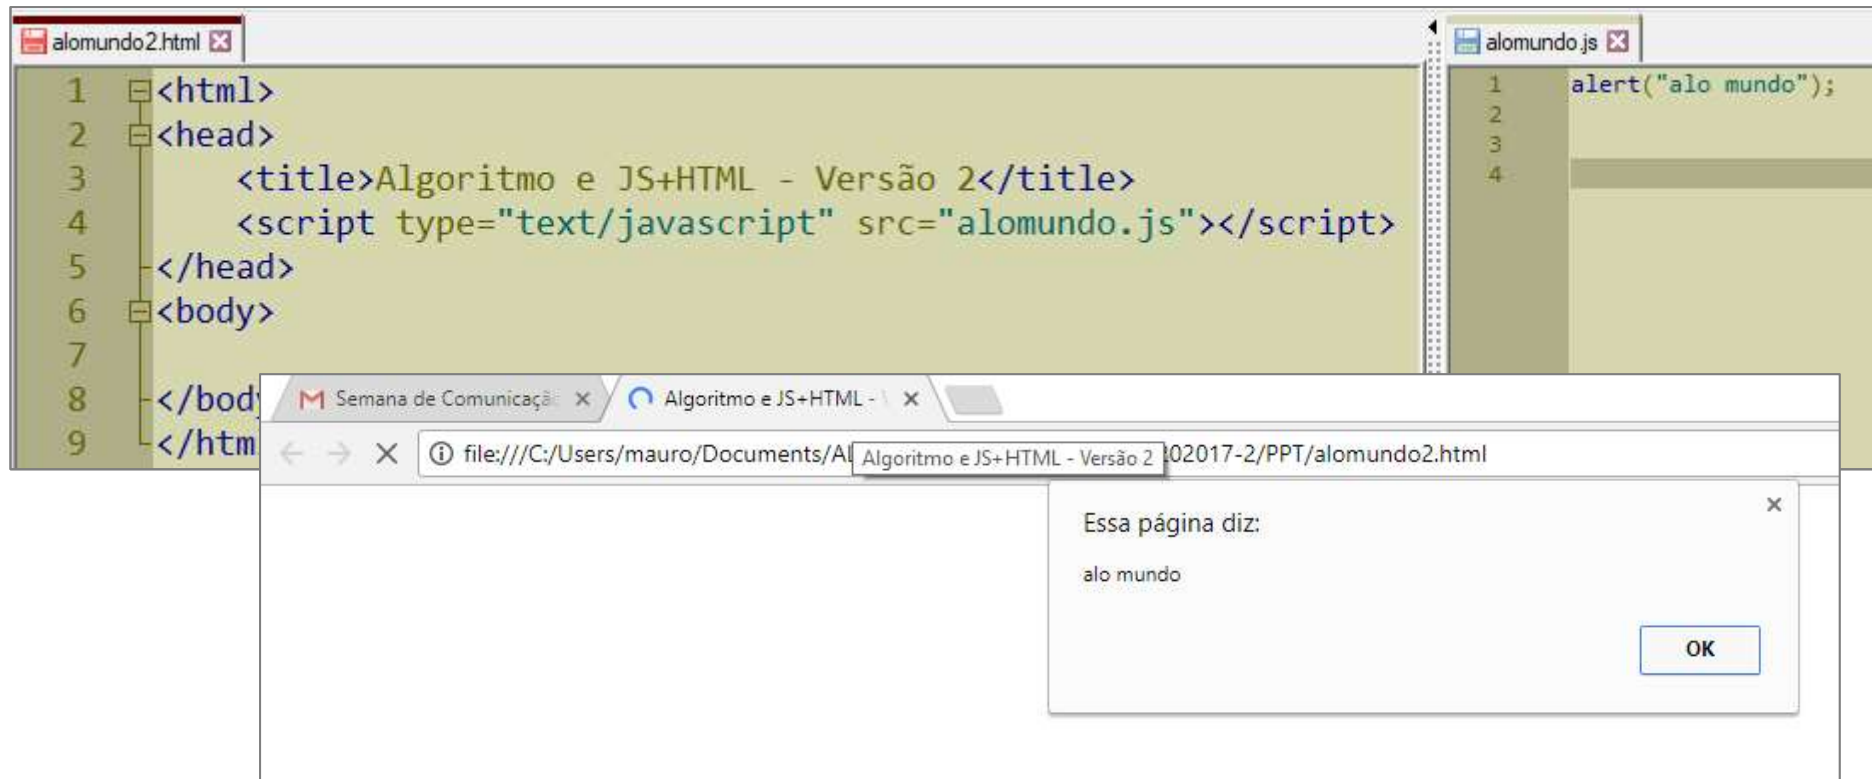 alomundo2.html
1 <html>
2 <head>
3 <title>Algoritmo e JS+HTML - Versão 2</title>
4 <script type="text/javascript" src="alomundo.js"></script>
5 </head>
6 <body>
7
8 </body
9 </htm
alomundo.js
1 alert("alo mundo");
2
3
4
Semana de Comunicaçã
Algoritmo e JS+HTML -
file:///C:/Users/mauro/Documents/Al
Algoritmo e JS+HTML - Versão 2
02017-2/PPT/alomundo2.html
Essa página diz:
alo mundo
OK